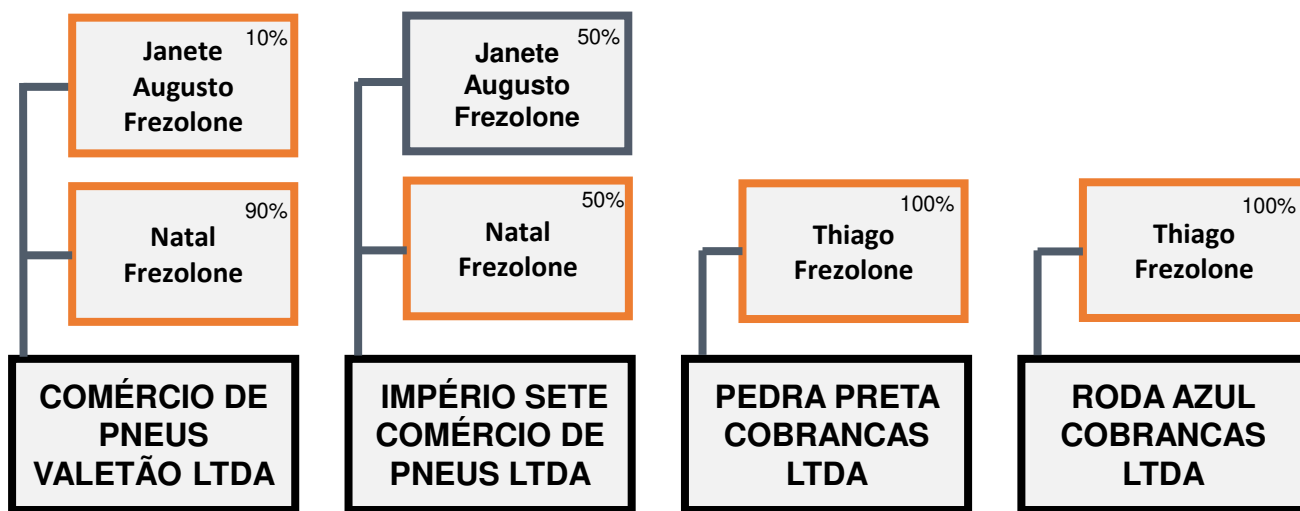 10%
Janete
Augusto
Frezolone
90%
Natal
Frezolone
COMÉRCIO DE
PNEUS
VALETÃO LTDA
50%
Janete
Augusto
Frezolone
50%
Natal
Frezolone
IMPÉRIO SETE
COMÉRCIO DE
PNEUS LTDA
100%
Thiago
Frezolone
PEDRA PRETA
COBRANCAS
LTDA
100%
Thiago
Frezolone
RODA AZUL
COBRANCAS
LTDA